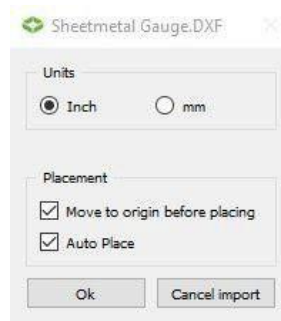 Sheetmetal Gauge.DXF
Units
Inch mm
Placement
Move to origin before placing
Auto Place
Ok Cancel import